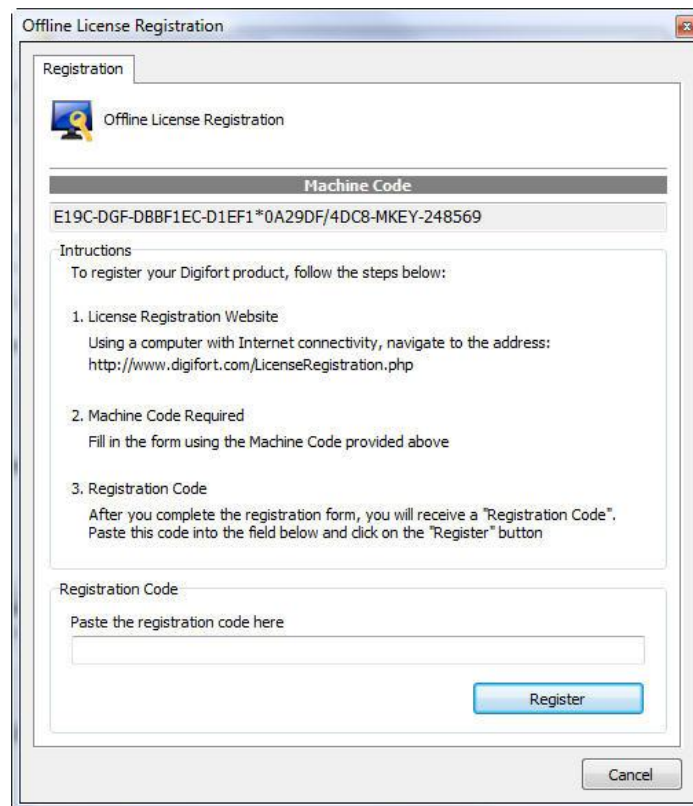 Offline License Registration
Registration
Offline License Registration
Machine Code
E19C-DGF-DBBF1EC-D1EF1*0A29DF/4DC8-MKEY-248569
Intructions
To register your Digifort product, follow the steps below:
1. License Registration Website
Using a computer with Internet connectivity, navigate to the address:
http://www.digifort.com/LicenseRegistration.php
2. Machine Code Required
Fill in the form using the Machine Code provided above
3. Registration Code
After you complete the registration form, you will receive a "Registration Code".
Paste this code into the field below and click on the "Register" button
Registration Code
Paste the registration code here
Register
Cancel